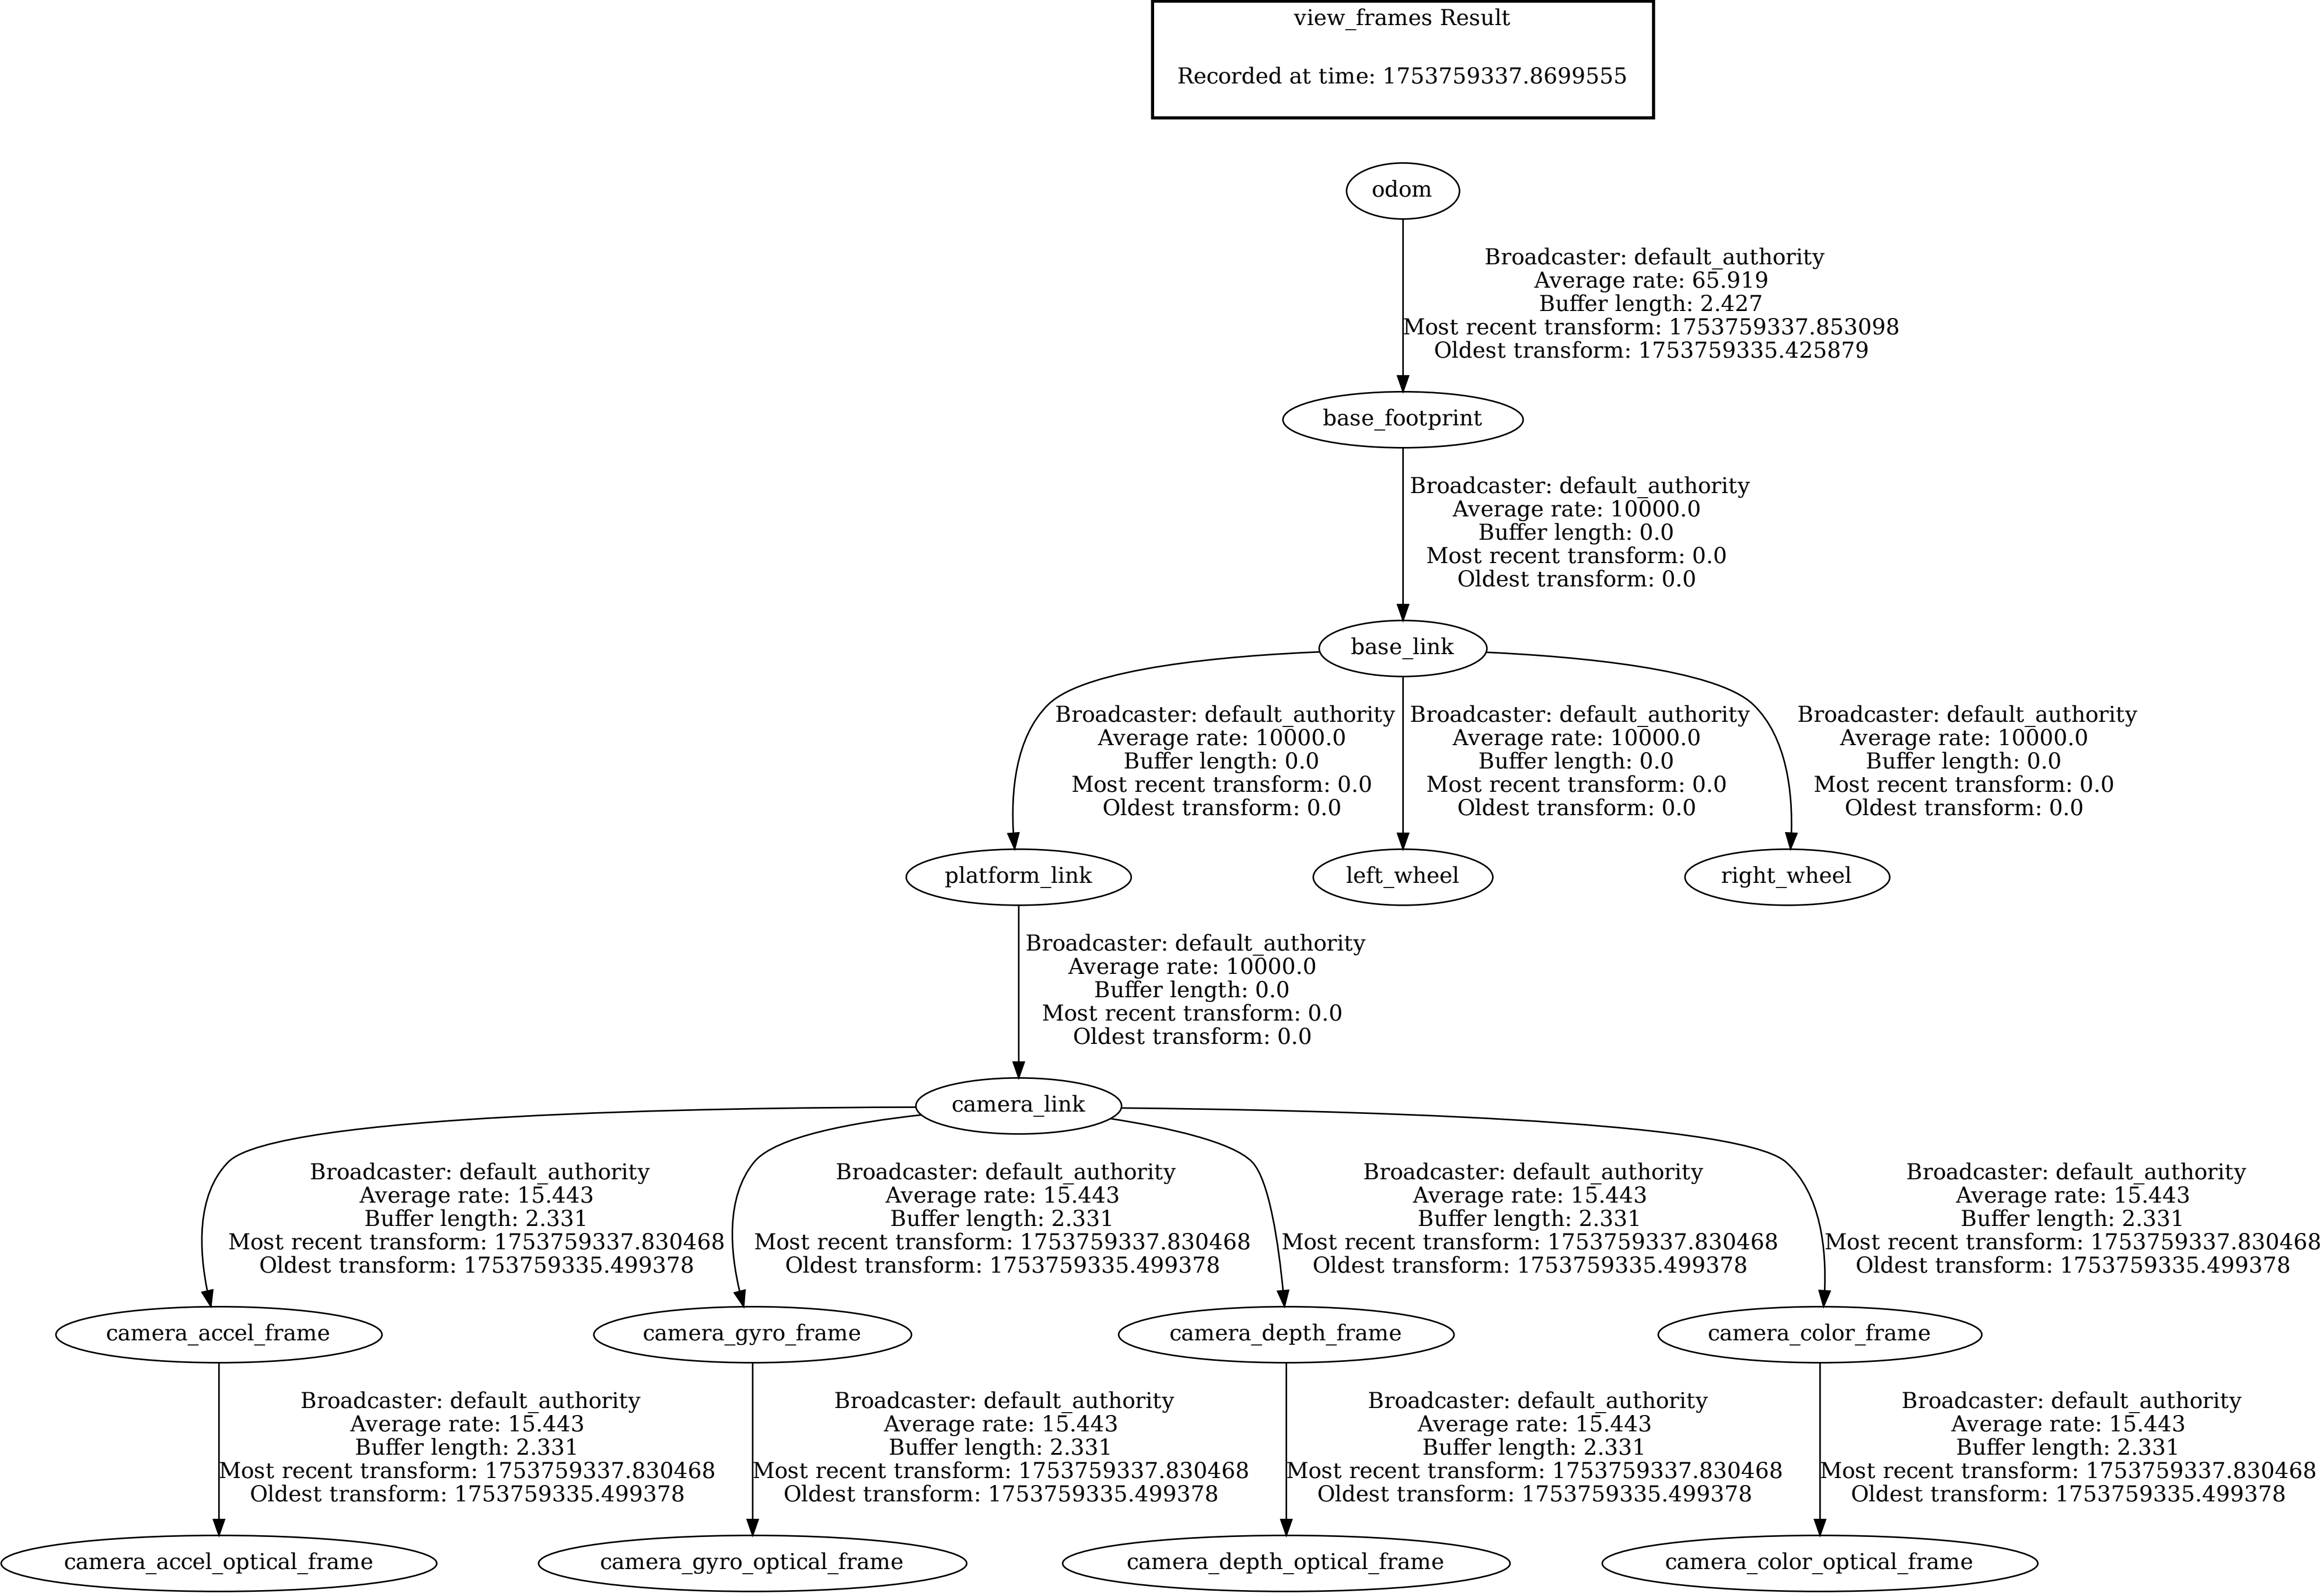 view_frames Result
Recorded at time: 1753759337.8699555
odom
Broadcaster: default_authority
Average rate: 65.919
Buffer length: 2.427
Most recent transform: 1753759337.853098
Oldest transform: 1753759335.425879
base_footprint
Broadcaster: default_authority
Average rate: 10000.0
Buffer length: 0.0
Most recent transform: 0.0
Oldest transform: 0.0
base_link
Broadcaster: default_authority
Average rate: 10000.0
Buffer length: 0.0
Most recent transform: 0.0
Oldest transform: 0.0
Broadcaster: default_authority
Average rate: 10000.0
Buffer length: 0.0
Most recent transform: 0.0
Oldest transform: 0.0
Broadcaster: default_authority
Average rate: 10000.0
Buffer length: 0.0
Most recent transform: 0.0
Oldest transform: 0.0
platform_link
left_wheel
right_wheel
Broadcaster: default_authority
Average rate: 10000.0
Buffer length: 0.0
Most recent transform: 0.0
Oldest transform: 0.0
camera_link
Broadcaster: default_authority
Average rate: 15.443
Buffer length: 2.331
Most recent transform: 1753759337.830468
Oldest transform: 1753759335.499378
Broadcaster: default_authority
Average rate: 15.443
Buffer length: 2.331
Most recent transform: 1753759337.830468
Oldest transform: 1753759335.499378
Broadcaster: default_authority
Average rate: 15.443
Buffer length: 2.331
Most recent transform: 1753759337.830468
Oldest transform: 1753759335.499378
Broadcaster: default_authority
Average rate: 15.443
Buffer length: 2.331
Most recent transform: 1753759337.830468
Oldest transform: 1753759335.499378
camera_accel_frame
camera_gyro_frame
camera_depth_frame
camera_color_frame
Broadcaster: default_authority
Average rate: 15.443
Buffer length: 2.331
Most recent transform: 1753759337.830468
Oldest transform: 1753759335.499378
Broadcaster: default_authority
Average rate: 15.443
Buffer length: 2.331
Most recent transform: 1753759337.830468
Oldest transform: 1753759335.499378
Broadcaster: default_authority
Average rate: 15.443
Buffer length: 2.331
Most recent transform: 1753759337.830468
Oldest transform: 1753759335.499378
Broadcaster: default_authority
Average rate: 15.443
Buffer length: 2.331
Most recent transform: 1753759337.830468
Oldest transform: 1753759335.499378
camera_accel_optical_frame
camera_gyro_optical_frame
camera_depth_optical_frame
camera_color_optical_frame